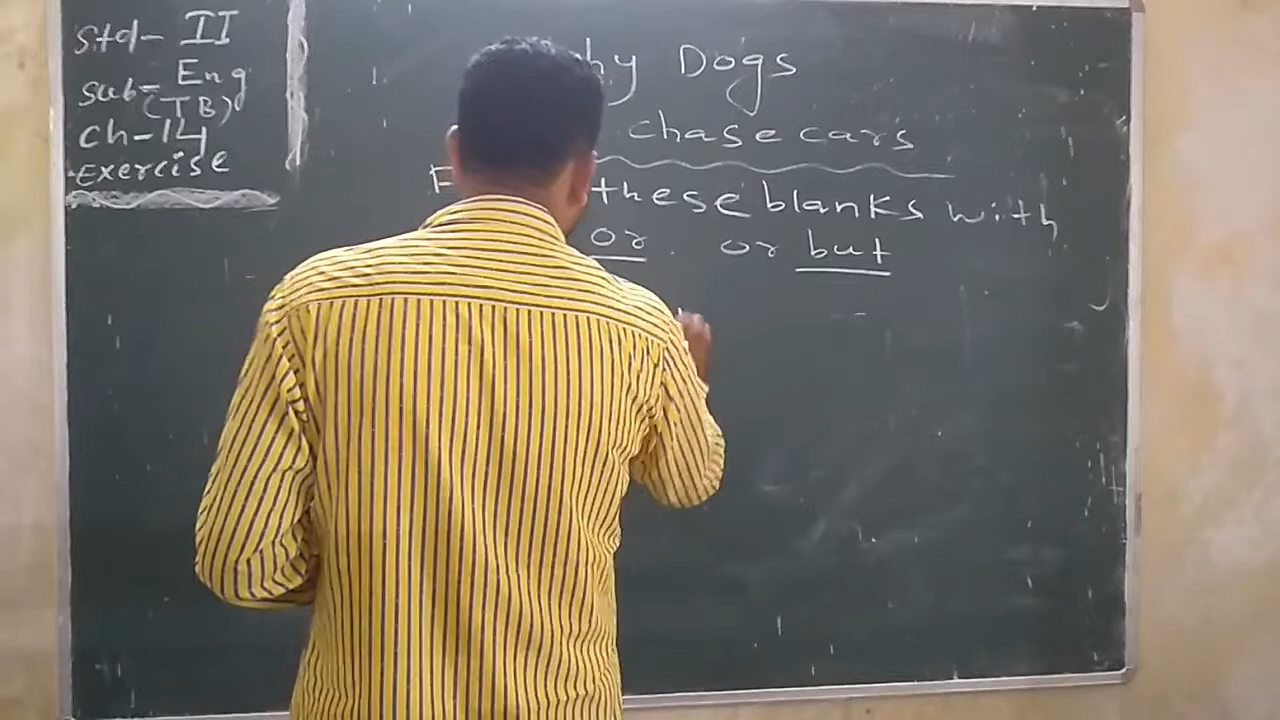 Std- II
Sub- Eng
(TB)
Ch-14
Exercise
hy Dogs
chase cars
F these blanks with
or . or but